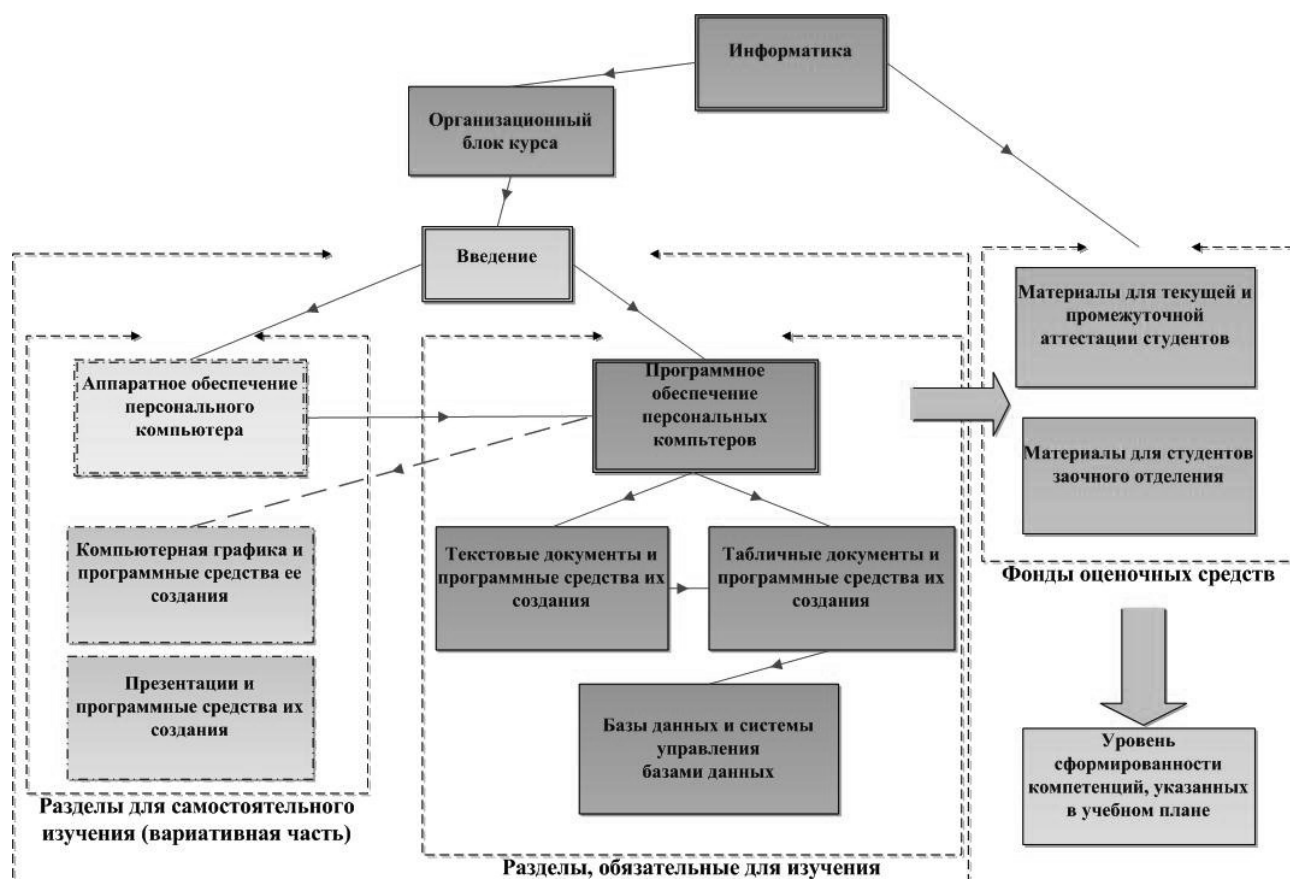 Информатика
Организационный
блок курса
Введение
Материалы для текущей и
промежуточной
аттестации студентов
Аппаратное обеспечение
персонального
компьютера
Программное
обеспечение
персональных
компьтеров
Материалы для студентов
заочного отделения
Компьютерная графика и
программные средства ее
создания
Текстовые документы и
программные средства их
создания
Табличные документы и
программные средства их
создания
Фонды оценочных средств
Презентации и
программные средства их
создания
Базы данных и системы
управления
базами данных
Уровень
сформированности
компетенций, указанных
в учебном плане
Разделы для самостоятельного
изучения (вариативная часть)
Разделы, обязательные для изучения